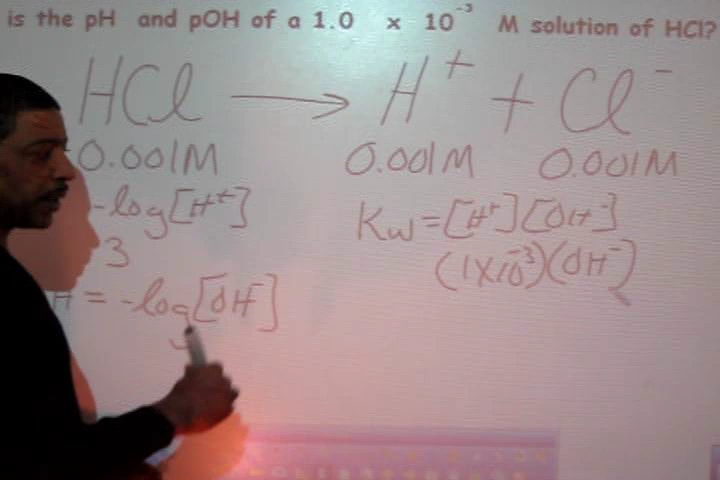 is the pH and pOH of a 1.0 x 10⁻³ M solution of HCl?
HCl → H⁺ + Cl⁻
0.001M 0.001M 0.001M
-log[H⁺] Kw=[H⁺][OH⁻]
3 (1x10⁻³)(OH⁻)
H = -log[OH⁻]